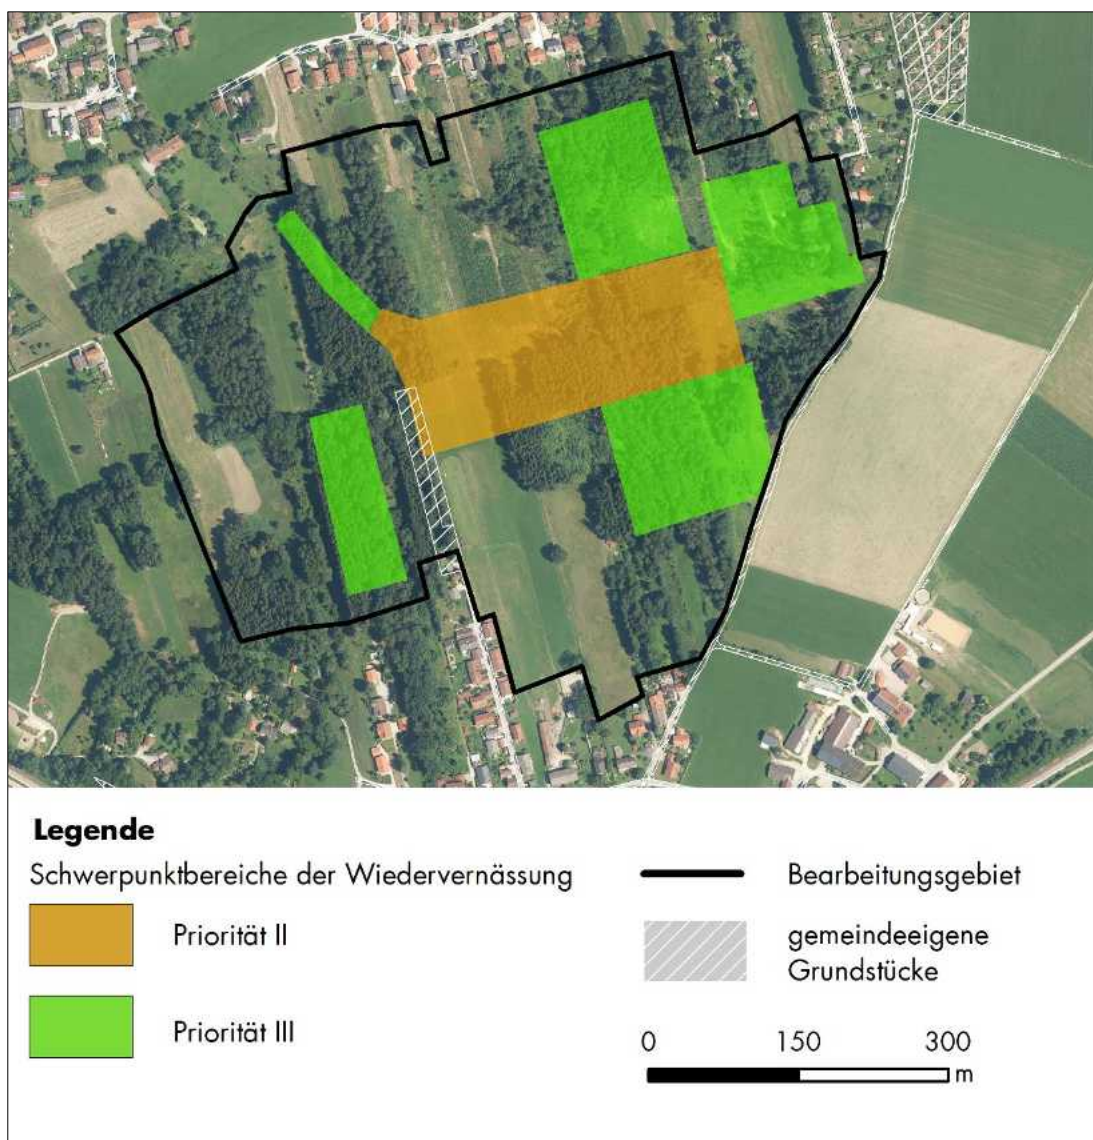 Legende
Schwerpunktbereiche der Wiedervernässung
Priorität II
Priorität III
Bearbeitungsgebiet
gemeindeeigene
Grundstücke
0 150 300
m